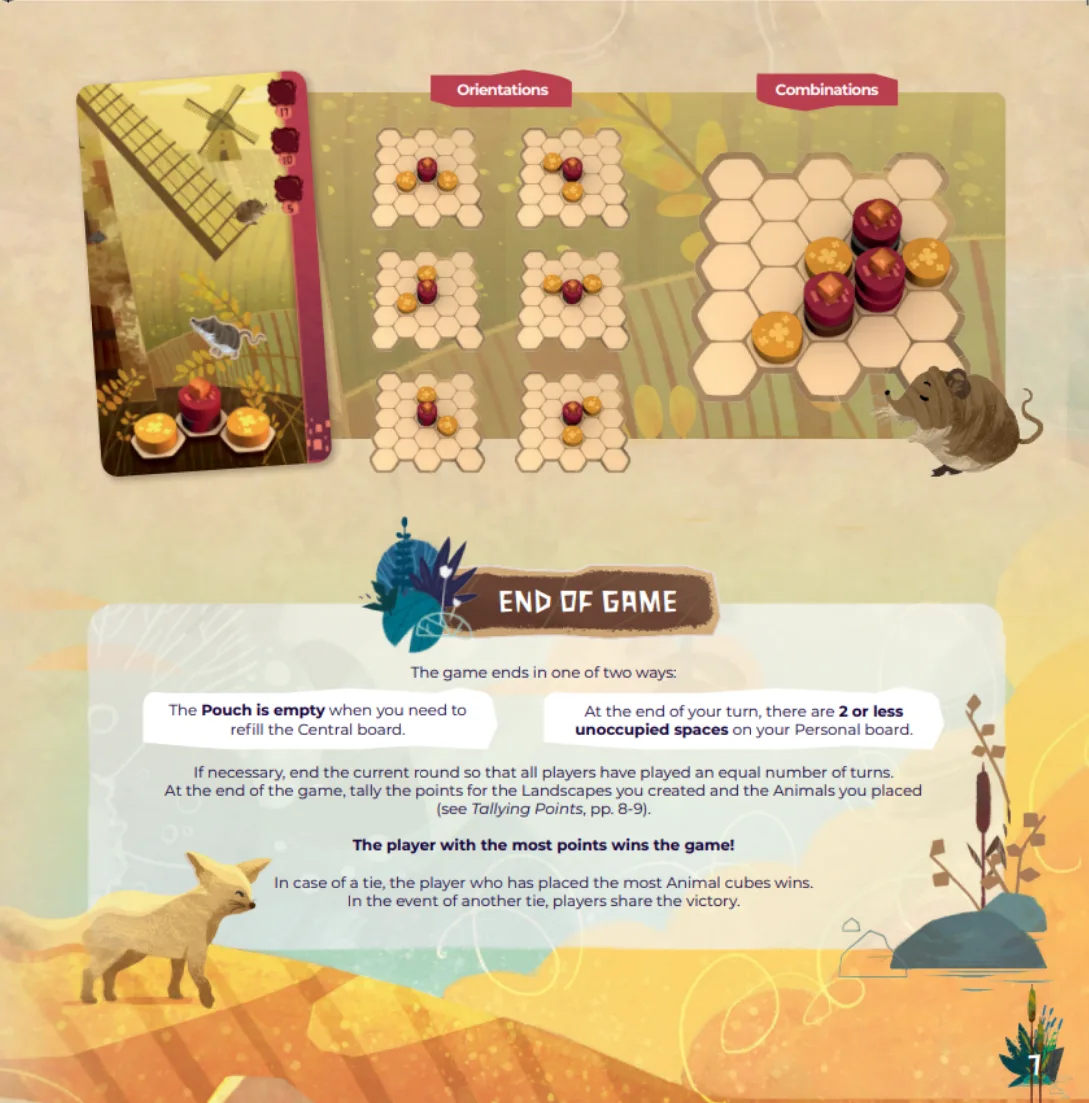 17
10
5
Orientations
Combinations
END OF GAME
The game ends in one of two ways:
The Pouch is empty when you need to
refill the Central board.
At the end of your turn, there are 2 or less
unoccupied spaces on your Personal board.
If necessary, end the current round so that all players have played an equal number of turns.
At the end of the game, tally the points for the Landscapes you created and the Animals you placed
(see Tallying Points, pp. 8-9).
The player with the most points wins the game!
In case of a tie, the player who has placed the most Animal cubes wins.
In the event of another tie, players share the victory.
7